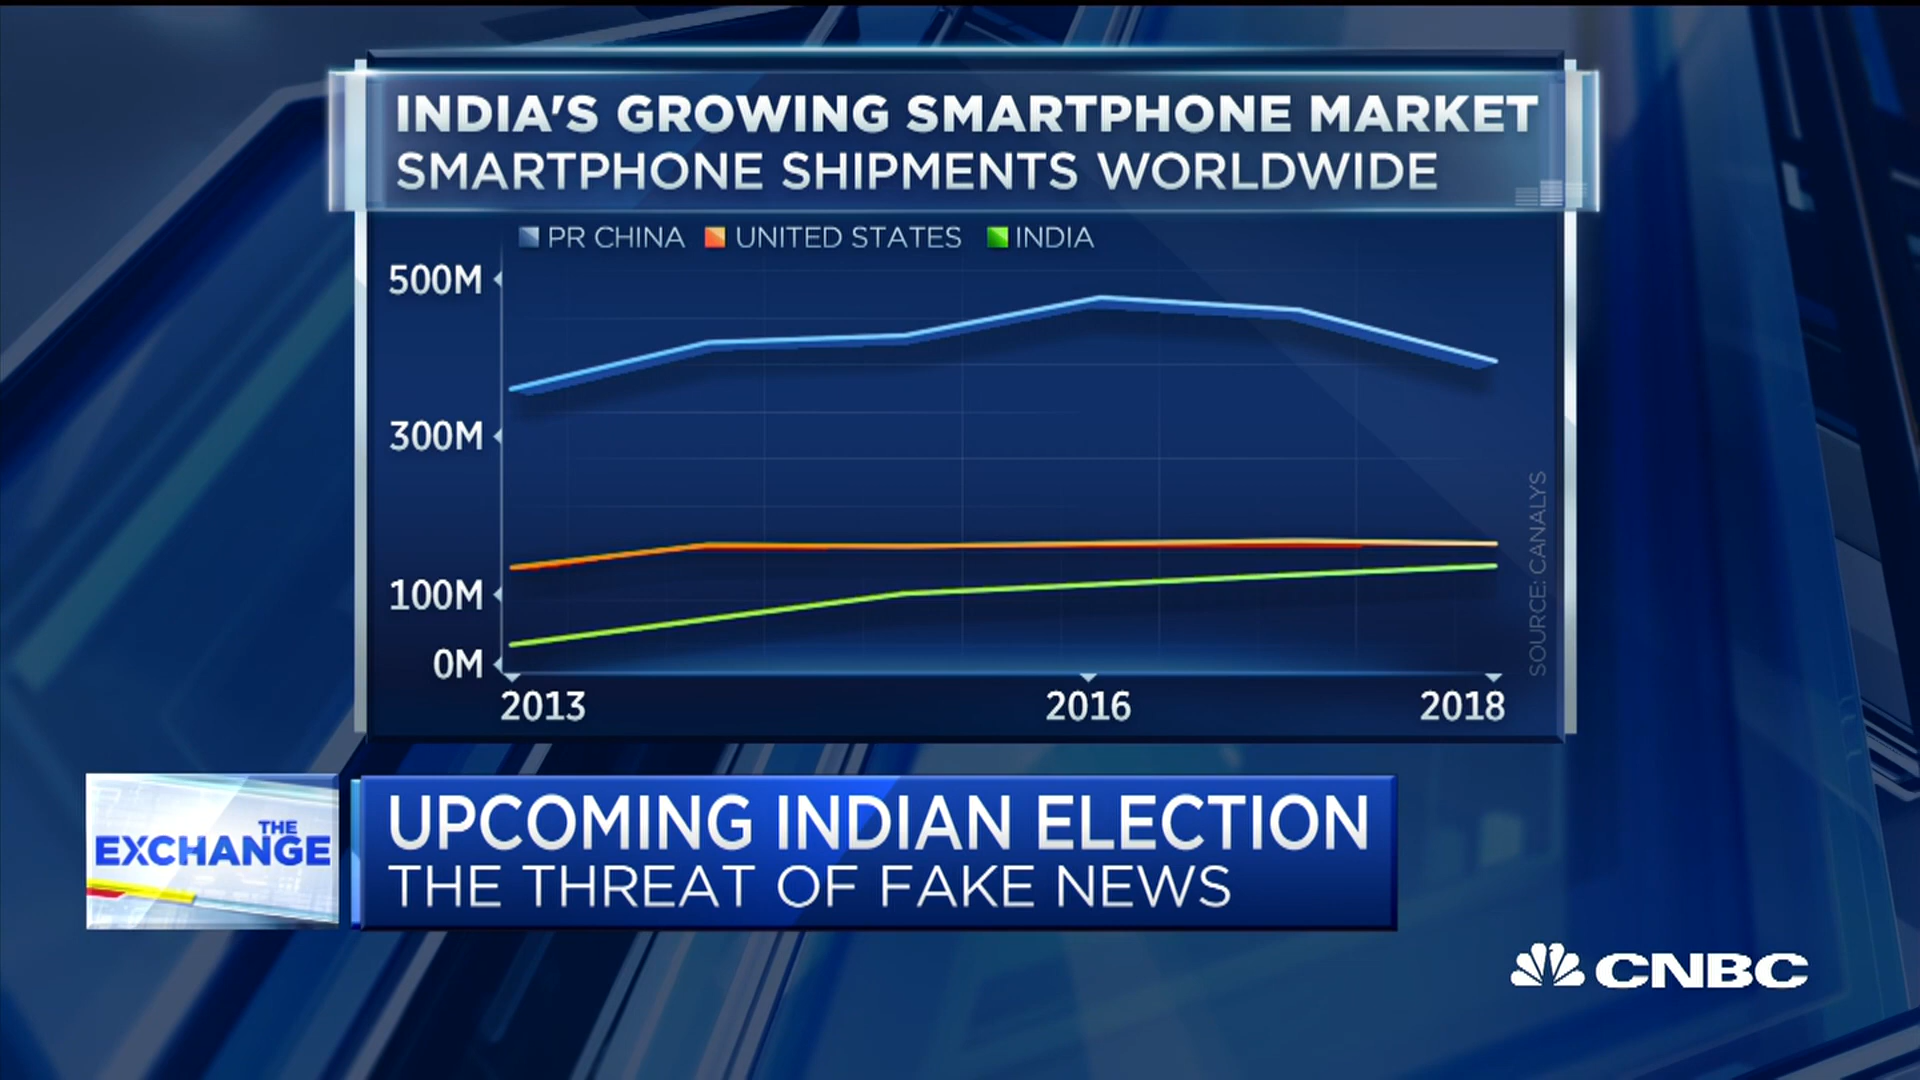 INDIA'S GROWING SMARTPHONE MARKET
SMARTPHONE SHIPMENTS WORLDWIDE
PR CHINA UNITED STATES INDIA
500M
300M
100M
0M
2013 2016 2018
SOURCE: CANALYS
THE
EXCHANGE
UPCOMING INDIAN ELECTION
THE THREAT OF FAKE NEWS
CNBC